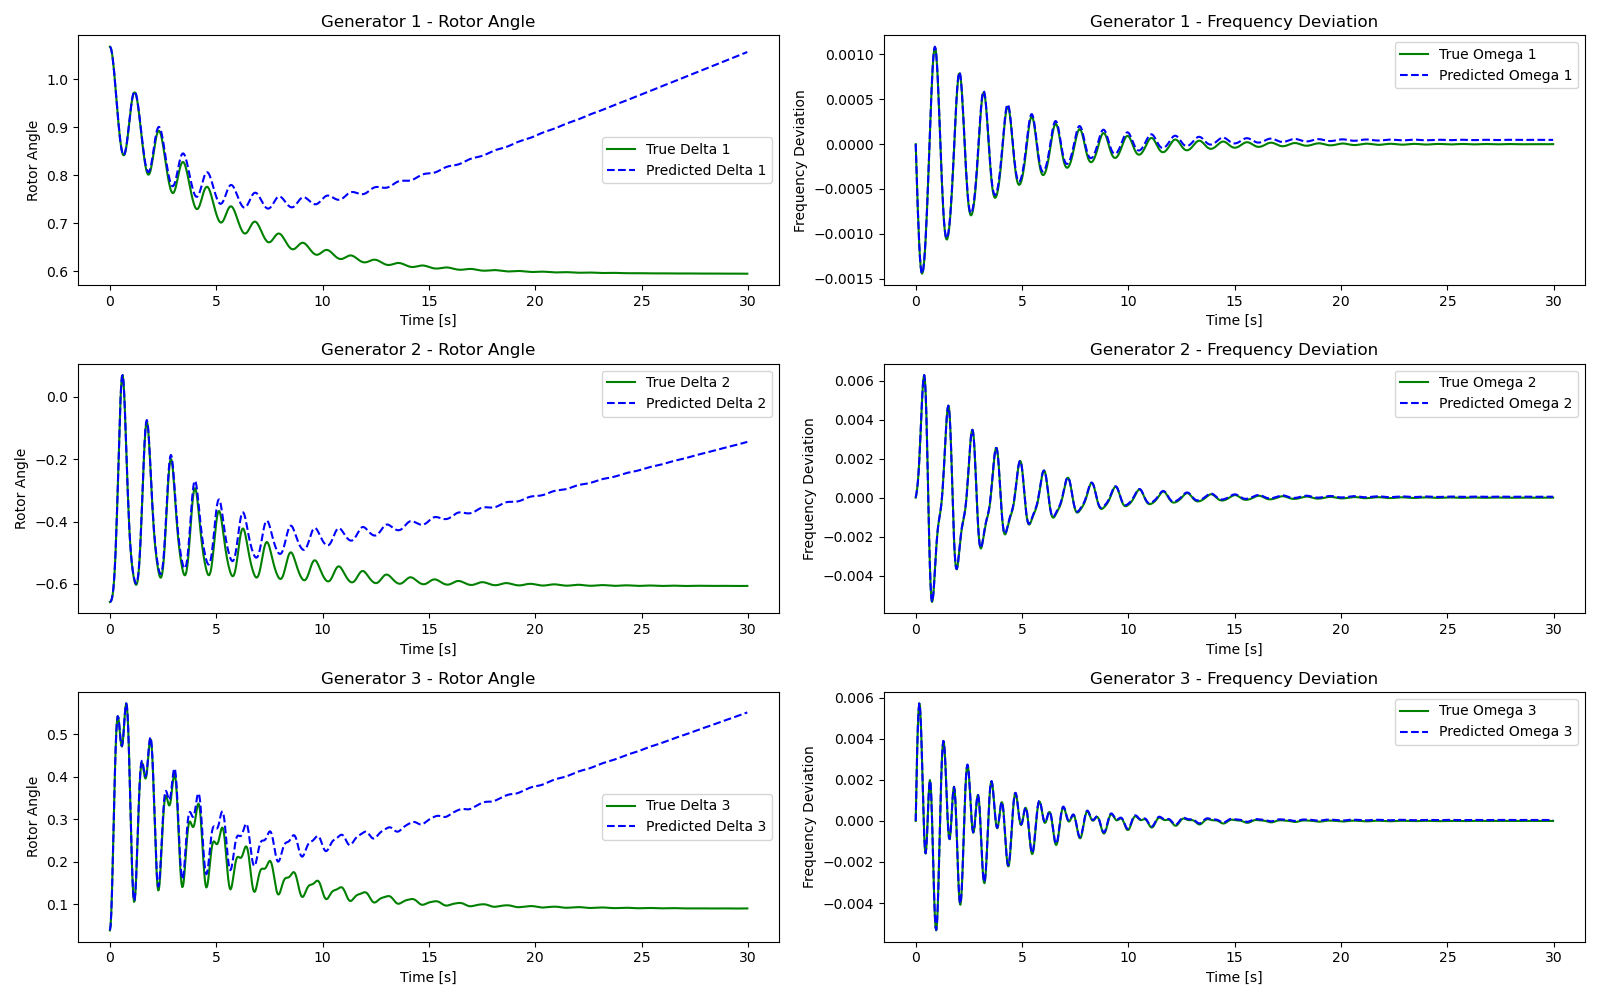 Generator 1 - Rotor Angle
Rotor Angle
1.0
0.9
0.8
0.7
0.6
True Delta 1
Predicted Delta 1
0 5 10 15 20 25 30
Time [s]
Generator 1 - Frequency Deviation
Frequency Deviation
0.0010
0.0005
0.0000
−0.0005
−0.0010
−0.0015
True Omega 1
Predicted Omega 1
0 5 10 15 20 25 30
Time [s]
Generator 2 - Rotor Angle
Rotor Angle
0.0
−0.2
−0.4
−0.6
True Delta 2
Predicted Delta 2
0 5 10 15 20 25 30
Time [s]
Generator 2 - Frequency Deviation
Frequency Deviation
0.006
0.004
0.002
0.000
−0.002
−0.004
True Omega 2
Predicted Omega 2
0 5 10 15 20 25 30
Time [s]
Generator 3 - Rotor Angle
Rotor Angle
0.5
0.4
0.3
0.2
0.1
True Delta 3
Predicted Delta 3
0 5 10 15 20 25 30
Time [s]
Generator 3 - Frequency Deviation
Frequency Deviation
0.006
0.004
0.002
0.000
−0.002
−0.004
True Omega 3
Predicted Omega 3
0 5 10 15 20 25 30
Time [s]